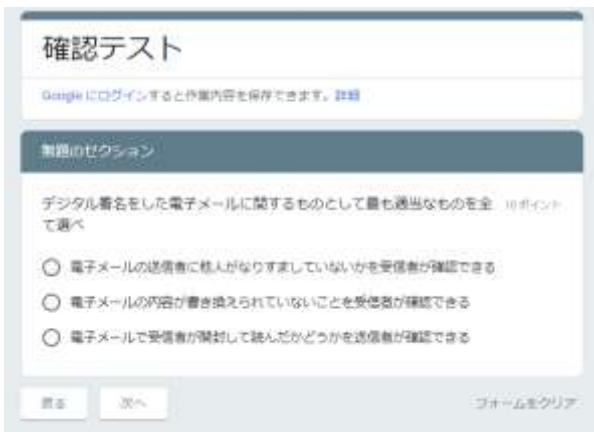 確認テスト
Google にログインすると作業内容を保存できます。詳細
無題のセクション
デジタル署名をした電子メールに関するものとして最も適当なものを全 10 ポイント
て選べ
電子メールの送信者に他人がなりすましていないかを受信者が確認できる
電子メールの内容が書き換えられていないことを受信者が確認できる
電子メールで受信者が開封して読んだかどうかを送信者が確認できる
戻る 次へ フォームをクリア